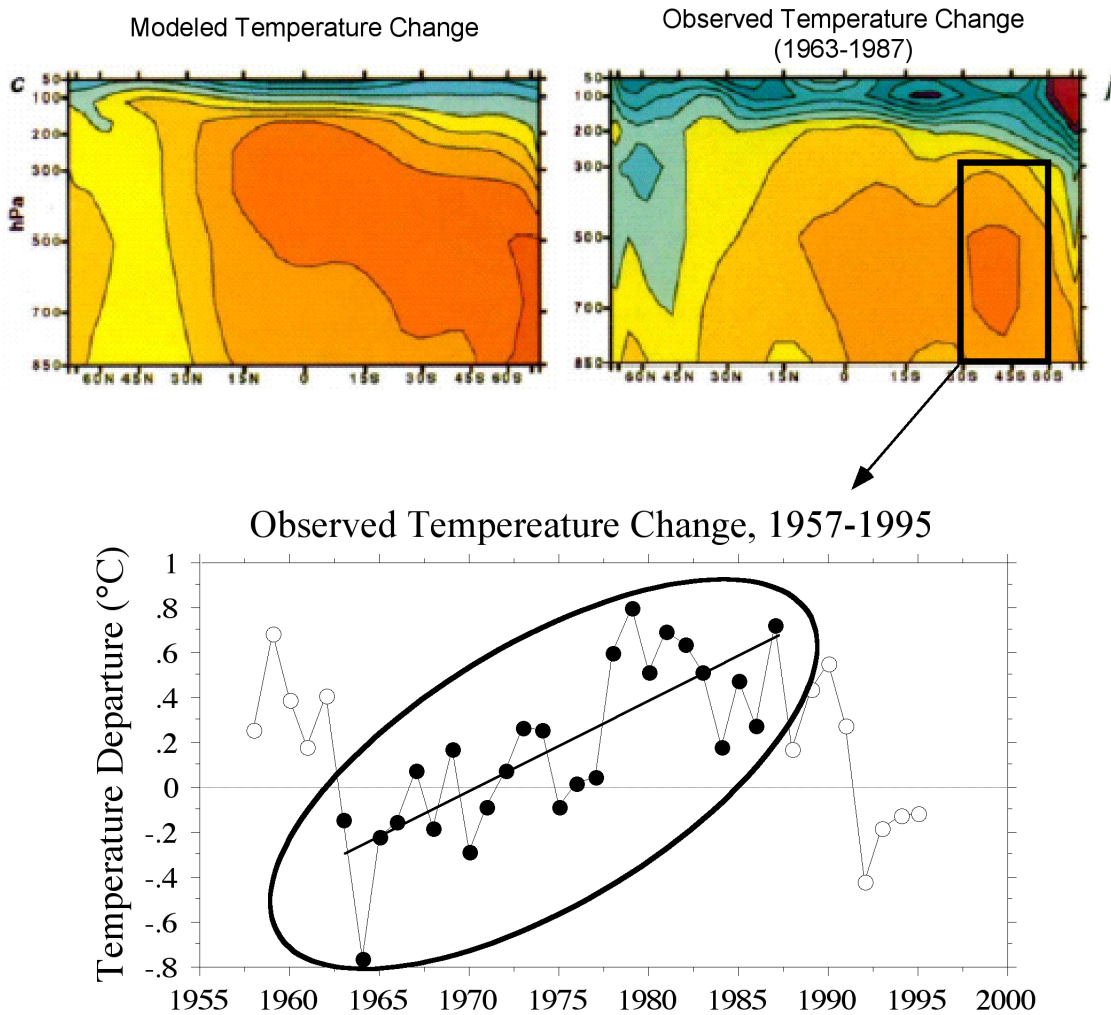 Modeled Temperature Change
Observed Temperature Change
(1963-1987)
c
50
100
200
300
500
700
850
hPa
60N 45N 30N 15N 0 15S 30S 45S 60S
50
100
200
300
500
700
850
60N 45N 30N 15N 0 15S 30S 45S 60S
Observed Tempereature Change, 1957-1995
Temperature Departure (°C)
1
.8
.6
.4
.2
0
-.2
-.4
-.6
-.8
1955 1960 1965 1970 1975 1980 1985 1990 1995 2000